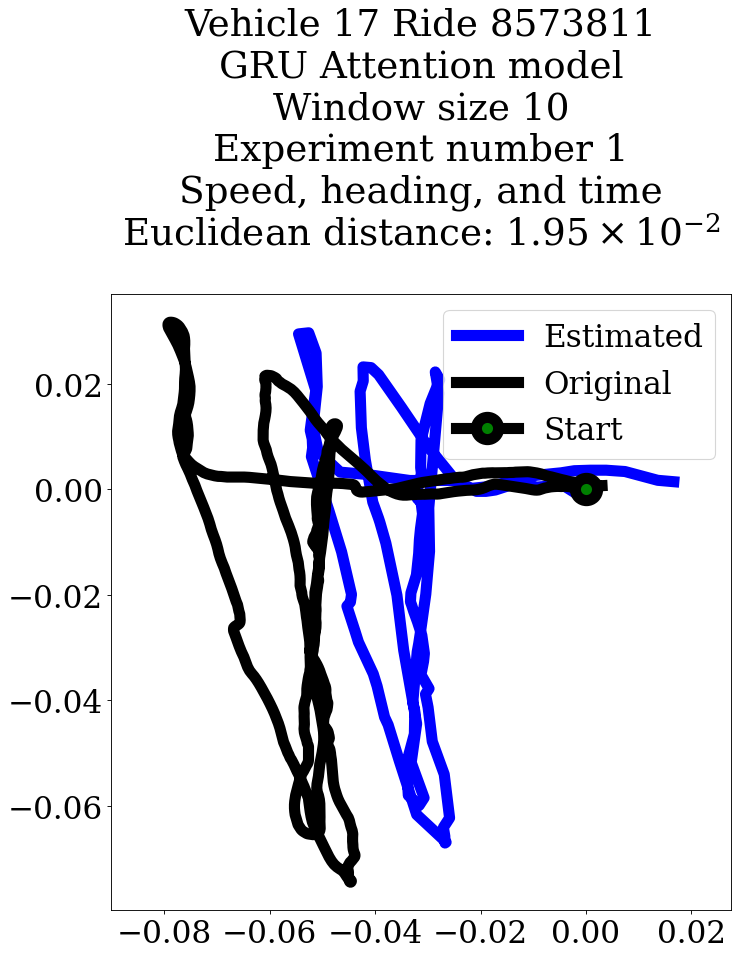 Vehicle 17 Ride 8573811
GRU Attention model
Window size 10
Experiment number 1
Speed, heading, and time
Euclidean distance: 1.95 × 10⁻²
Estimated
Original
Start
0.02
0.00
−0.02
−0.04
−0.06
−0.08 −0.06 −0.04 −0.02 0.00 0.02